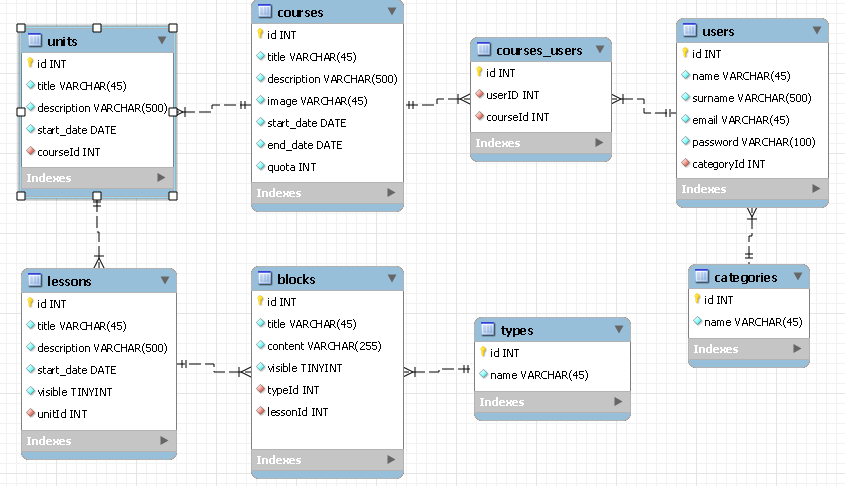 units
id INT
title VARCHAR(45)
description VARCHAR(500)
start_date DATE
courseId INT
Indexes
courses
id INT
title VARCHAR(45)
description VARCHAR(500)
image VARCHAR(45)
start_date DATE
end_date DATE
quota INT
Indexes
courses_users
id INT
userID INT
courseId INT
Indexes
users
id INT
name VARCHAR(45)
surname VARCHAR(500)
email VARCHAR(45)
password VARCHAR(100)
categoryId INT
Indexes
lessons
id INT
title VARCHAR(45)
description VARCHAR(500)
start_date DATE
visible TINYINT
unitId INT
Indexes
blocks
id INT
title VARCHAR(45)
content VARCHAR(255)
visible TINYINT
typeId INT
lessonId INT
Indexes
types
id INT
name VARCHAR(45)
Indexes
categories
id INT
name VARCHAR(45)
Indexes